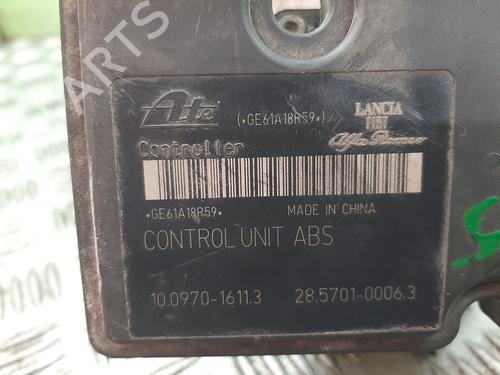 ARTS
Ate
(*GE61A18R59*)
LANCIA
FIAT
Alfa Romeo
Controller
*GE61A18R59*
MADE IN CHINA
CONTROL UNIT ABS
10.0970-1611.3
28.5701-0006.3